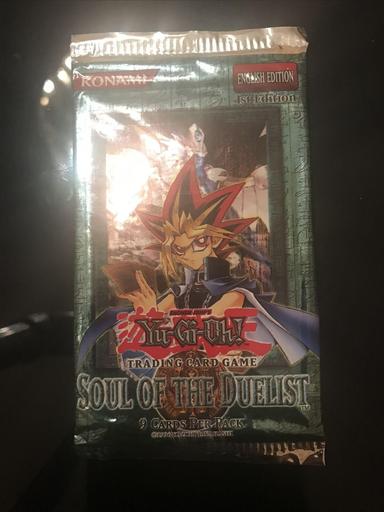 KONAMI
ENGLISH EDITION
1st Edition
Yu-Gi-Oh!
TRADING CARD GAME
SOUL OF THE DUELIST
9 CARDS PER PACK